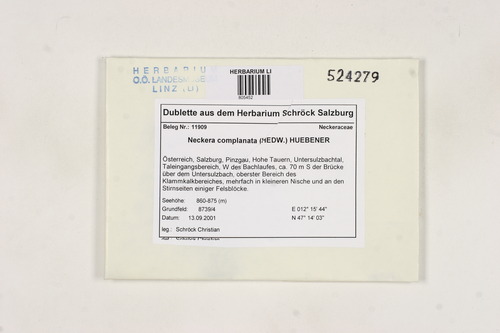 HERBARIUM
O.Ö. LANDESM
LINZ (LI)
HERBARIUM LI
524279
Dublette aus dem Herbarium Schröck Salzburg
Beleg Nr.: 11909 Neckeraceae
Neckera complanata (HEDW.) HUEBENER
Österreich, Salzburg, Pinzgau, Hohe Tauern, Untersulzbachtal,
Taleingangsbereich, W des Bachlaufes, ca. 70 m S der Brücke
über dem Untersulzbach, oberster Bereich des
Klammkalkbereiches, mehrfach in kleineren Nische und an den
Stirnseiten einiger Felsblöcke.
Seehöhe: 860-875 (m)
Grundfeld: 8739/4 E 012° 15' 44"
Datum: 13.09.2001 N 47° 14' 03"
leg.: Schröck Christian